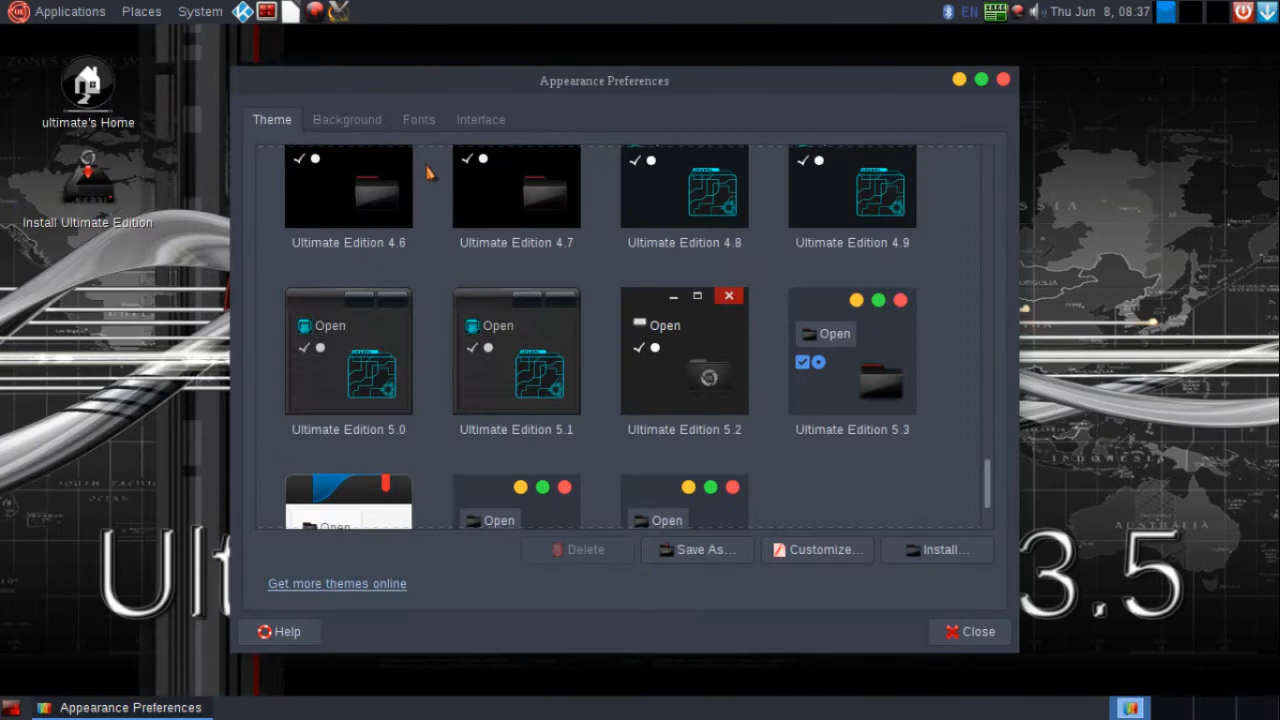 Applications Places System EN Thu Jun 8, 08:37
Appearance Preferences
ultimate's Home
Install Ultimate Edition
Theme Background Fonts Interface
Ultimate Edition 4.6 Ultimate Edition 4.7 Ultimate Edition 4.8 Ultimate Edition 4.9
Open Open Open Open
Ultimate Edition 5.0 Ultimate Edition 5.1 Ultimate Edition 5.2 Ultimate Edition 5.3
Open Open Open
Delete Save As... Customize... Install...
Get more themes online
Ult 3.5
Help Close
Appearance Preferences